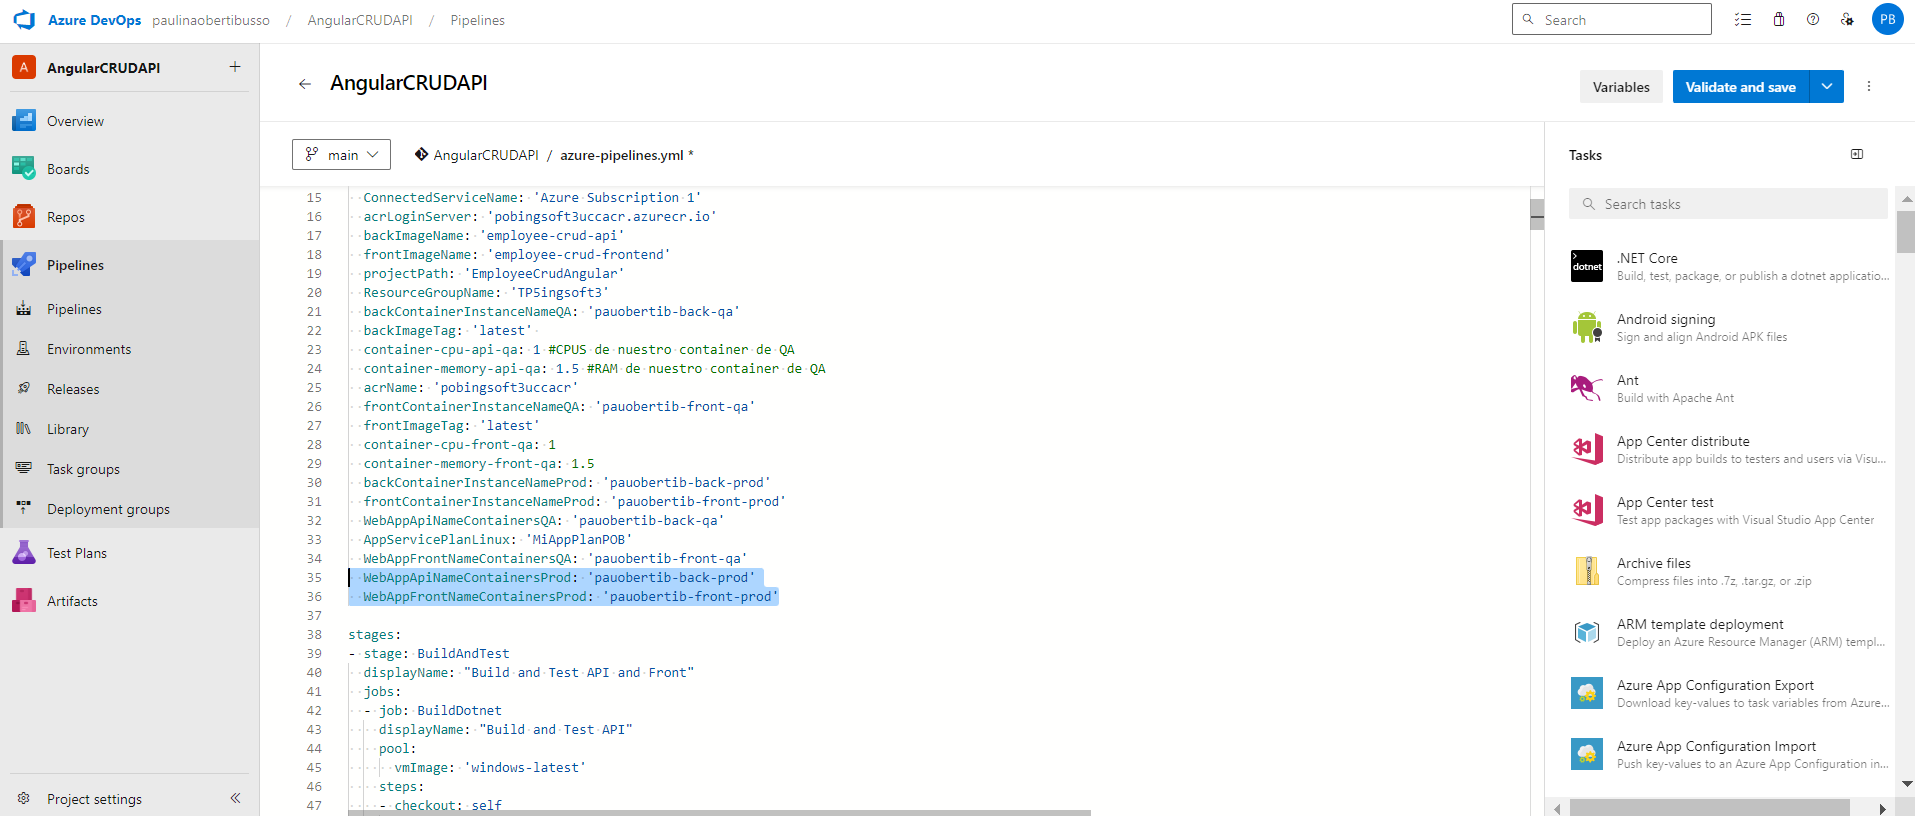 Azure DevOps paulinaobertibusso / AngularCRUDAPI / Pipelines
Search
PB
A AngularCRUDAPI +
Overview
Boards
Repos
Pipelines
Pipelines
Environments
Releases
Library
Task groups
Deployment groups
Test Plans
Artifacts
Project settings
AngularCRUDAPI
Variables
Validate and save
main
AngularCRUDAPI / azure-pipelines.yml *
15 ConnectedServiceName: 'Azure Subscription 1'
16 acrLoginServer: 'pobingsoft3uccacr.azurecr.io'
17 backImageName: 'employee-crud-api'
18 frontImageName: 'employee-crud-frontend'
19 projectPath: 'EmployeeCrudAngular'
20 ResourceGroupName: 'TP5ingsoft3'
21 backContainerInstanceNameQA: 'pauobertib-back-qa'
22 backImageTag: 'latest'
23 container-cpu-api-qa: 1 #CPUS de nuestro container de QA
24 container-memory-api-qa: 1.5 #RAM de nuestro container de QA
25 acrName: 'pobingsoft3uccacr'
26 frontContainerInstanceNameQA: 'pauobertib-front-qa'
27 frontImageTag: 'latest'
28 container-cpu-front-qa: 1
29 container-memory-front-qa: 1.5
30 backContainerInstanceNameProd: 'pauobertib-back-prod'
31 frontContainerInstanceNameProd: 'pauobertib-front-prod'
32 WebAppApiNameContainersQA: 'pauobertib-back-qa'
33 AppServicePlanLinux: 'MiAppPlanPOB'
34 WebAppFrontNameContainersQA: 'pauobertib-front-qa'
35 WebAppApiNameContainersProd: 'pauobertib-back-prod'
36 WebAppFrontNameContainersProd: 'pauobertib-front-prod'
37
38 stages:
39 - stage: BuildAndTest
40 displayName: "Build and Test API and Front"
41 jobs:
42 - job: BuildDotnet
43 displayName: "Build and Test API"
44 pool:
45 vmImage: 'windows-latest'
46 steps:
47 - checkout: self
Tasks
Search tasks
dotnet
.NET Core
Build, test, package, or publish a dotnet applicatio...
Android signing
Sign and align Android APK files
Ant
Build with Apache Ant
App Center distribute
Distribute app builds to testers and users via Visu...
App Center test
Test app packages with Visual Studio App Center
Archive files
Compress files into .7z, .tar.gz, or .zip
ARM template deployment
Deploy an Azure Resource Manager (ARM) templ...
Azure App Configuration Export
Download key-values to task variables from Azure...
Azure App Configuration Import
Push key-values to an Azure App Configuration in...